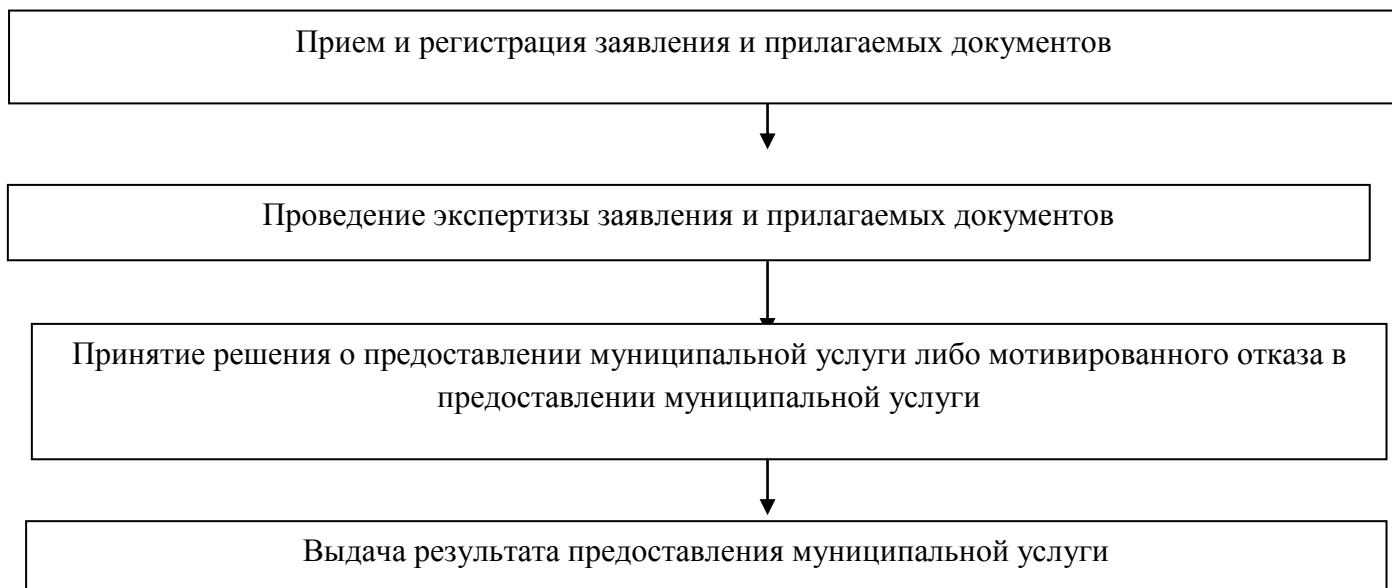 Прием и регистрация заявления и прилагаемых документов
Проведение экспертизы заявления и прилагаемых документов
Принятие решения о предоставлении муниципальной услуги либо мотивированного отказа в
предоставлении муниципальной услуги
Выдача результата предоставления муниципальной услуги